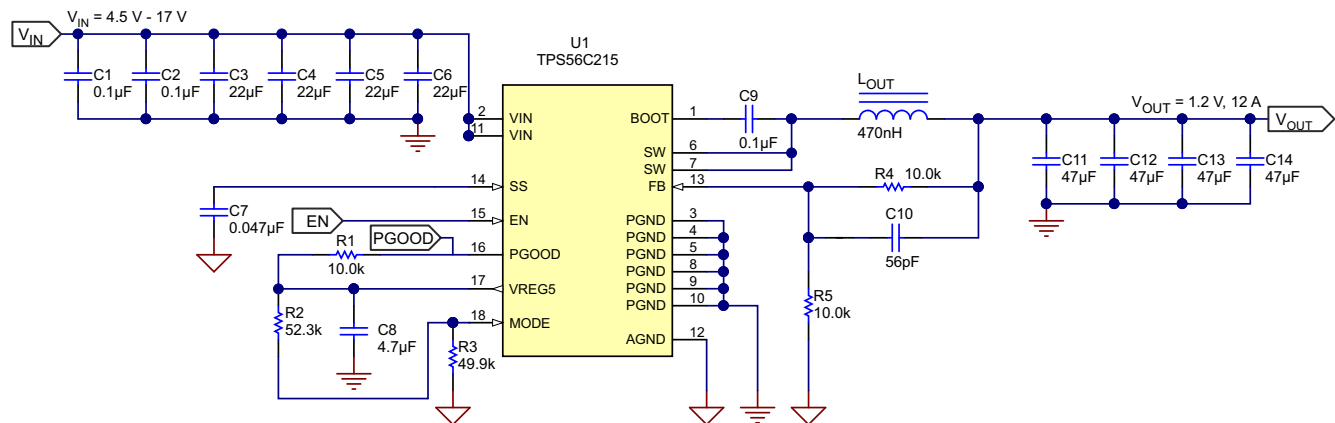 V_IN = 4.5 V - 17 V
V_IN
U1
TPS56C215
C1
0.1µF
C2
0.1µF
C3
22µF
C4
22µF
C5
22µF
C6
22µF
2
VIN
11
VIN
14
SS
C7
0.047µF
EN
15
EN
PGOOD
R1
10.0k
16
PGOOD
17
VREG5
R2
52.3k
C8
4.7µF
18
MODE
R3
49.9k
BOOT
1
C9
0.1µF
SW
6
SW
7
FB
13
PGND
3
PGND
4
PGND
5
PGND
8
PGND
9
PGND
10
AGND
12
L_OUT
470nH
R4 10.0k
C10
56pF
R5
10.0k
V_OUT = 1.2 V, 12 A
V_OUT
C11
47µF
C12
47µF
C13
47µF
C14
47µF